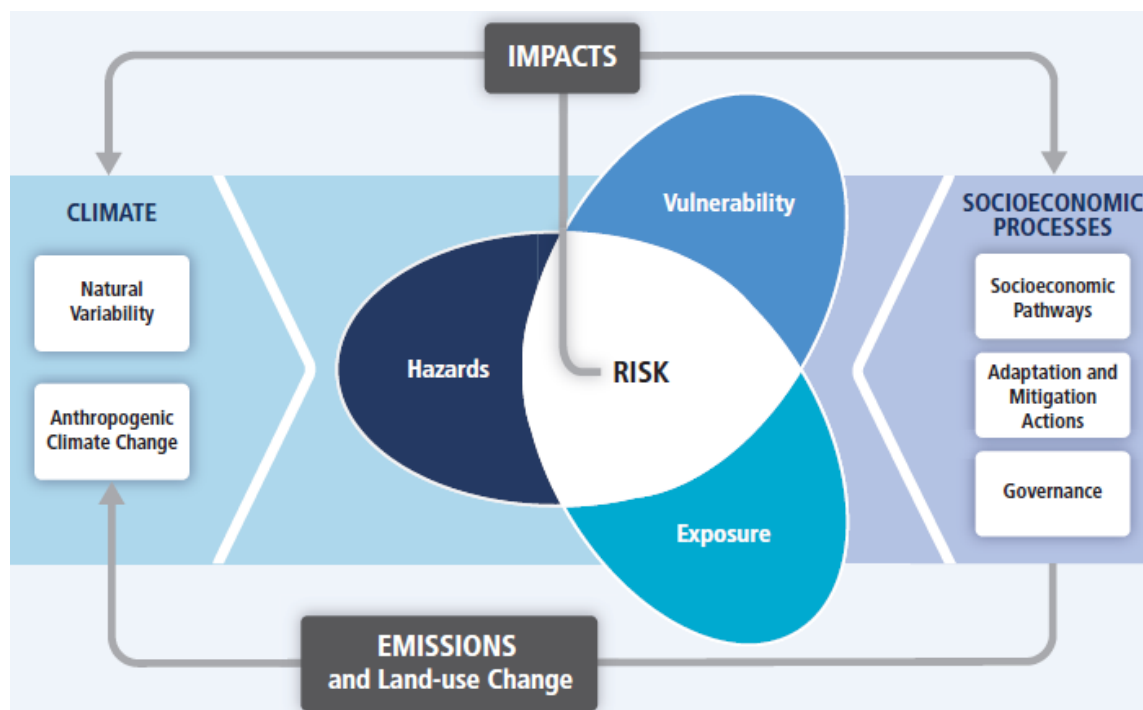 IMPACTS
CLIMATE
Natural
Variability
Anthropogenic
Climate Change
Vulnerability
Hazards
RISK
Exposure
SOCIOECONOMIC
PROCESSES
Socioeconomic
Pathways
Adaptation and
Mitigation
Actions
Governance
EMISSIONS
and Land-use Change